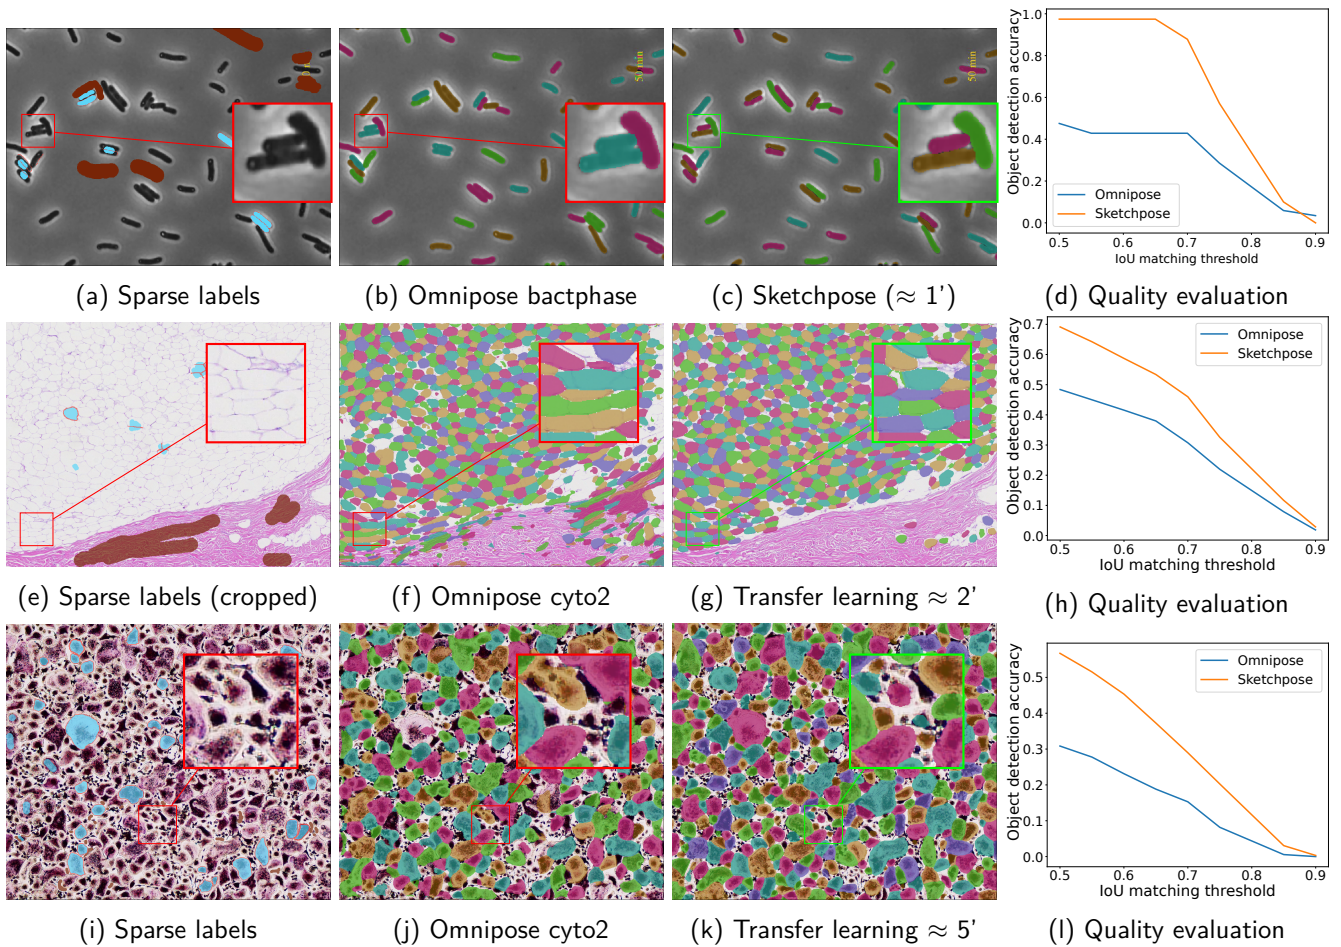 50 min
50 min
Object detection accuracy
1.0
0.8
0.6
0.4
0.2
0.0
Omnipose
Sketchpose
0.5 0.6 0.7 0.8 0.9
IoU matching threshold
(a) Sparse labels
(b) Omnipose bactphase
(c) Sketchpose (≈ 1')
(d) Quality evaluation
Object detection accuracy
0.7
0.6
0.5
0.4
0.3
0.2
0.1
0.0
Omnipose
Sketchpose
0.5 0.6 0.7 0.8 0.9
IoU matching threshold
(e) Sparse labels (cropped)
(f) Omnipose cyto2
(g) Transfer learning ≈ 2'
(h) Quality evaluation
Object detection accuracy
0.5
0.4
0.3
0.2
0.1
0.0
Omnipose
Sketchpose
0.5 0.6 0.7 0.8 0.9
IoU matching threshold
(i) Sparse labels
(j) Omnipose cyto2
(k) Transfer learning ≈ 5'
(l) Quality evaluation